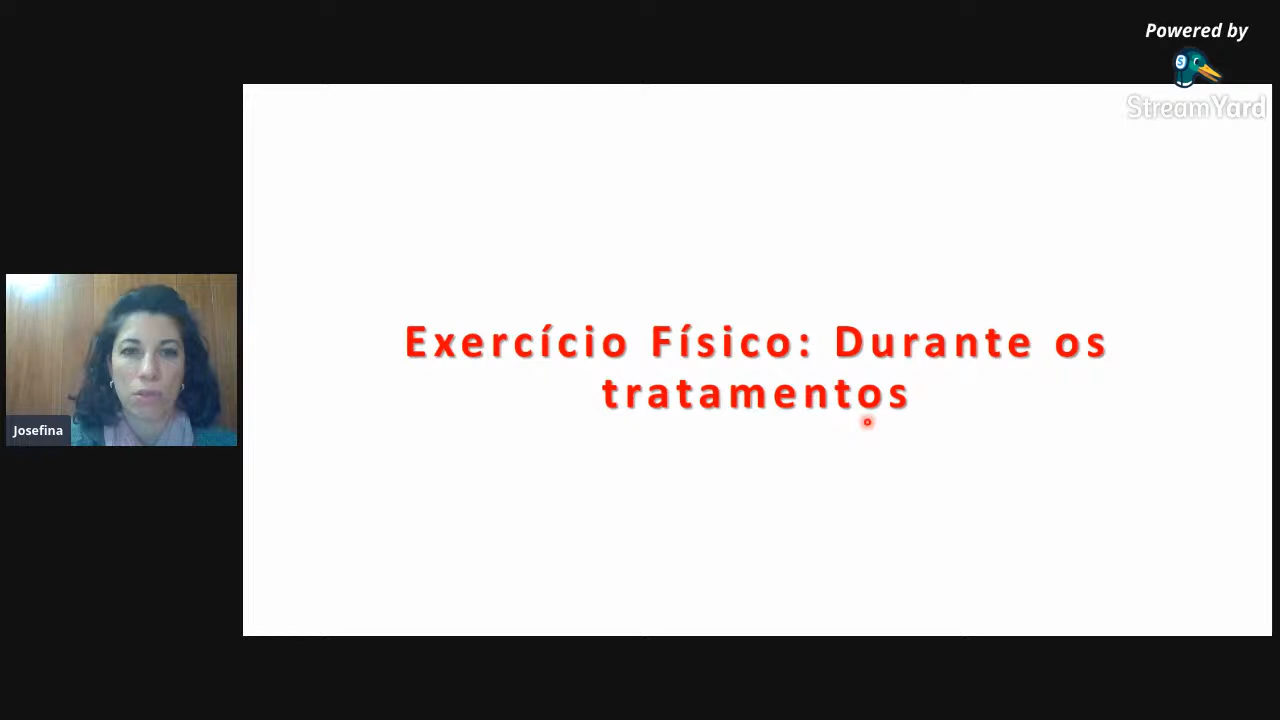 Powered by
StreamYard
Exercício Físico: Durante os
tratamentos
Josefina